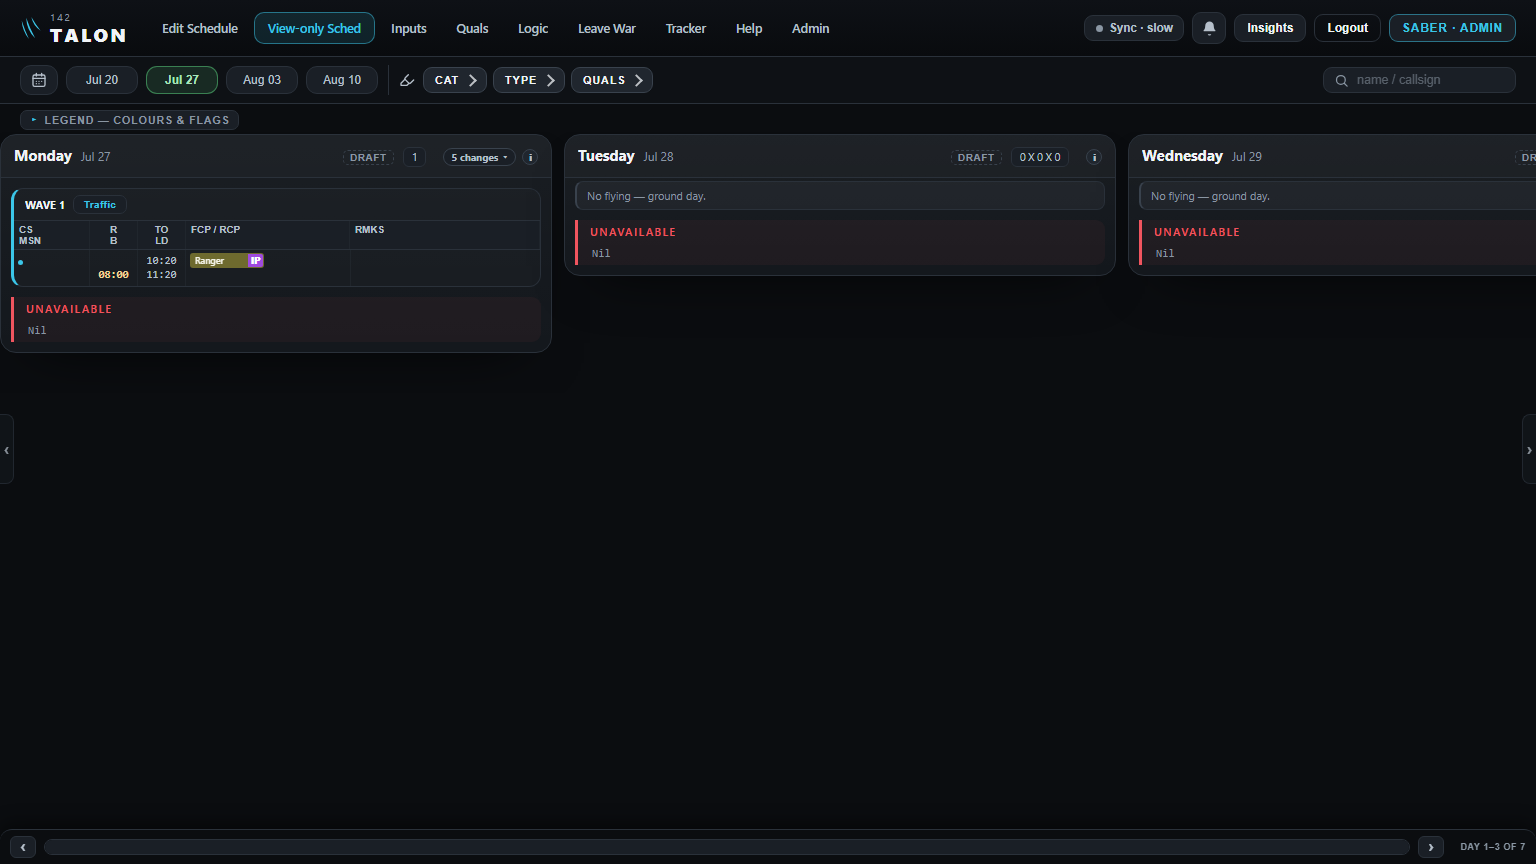 142
TALON
Edit Schedule
View-only Sched
Inputs
Quals
Logic
Leave War
Tracker
Help
Admin
Sync · slow
Insights
Logout
SABER · ADMIN
Jul 20
Jul 27
Aug 03
Aug 10
CAT
TYPE
QUALS
name / callsign
LEGEND — COLOURS & FLAGS
Monday Jul 27
DRAFT
1
5 changes
i
WAVE 1
Traffic
CS
MSN
R
B
TO
LD
FCP / RCP
RMKS
08:00
10:20
11:20
Ranger IP
UNAVAILABLE
Nil
Tuesday Jul 28
DRAFT
0X0X0
i
No flying — ground day.
UNAVAILABLE
Nil
Wednesday Jul 29
DR
No flying — ground day.
UNAVAILABLE
Nil
DAY 1–3 OF 7